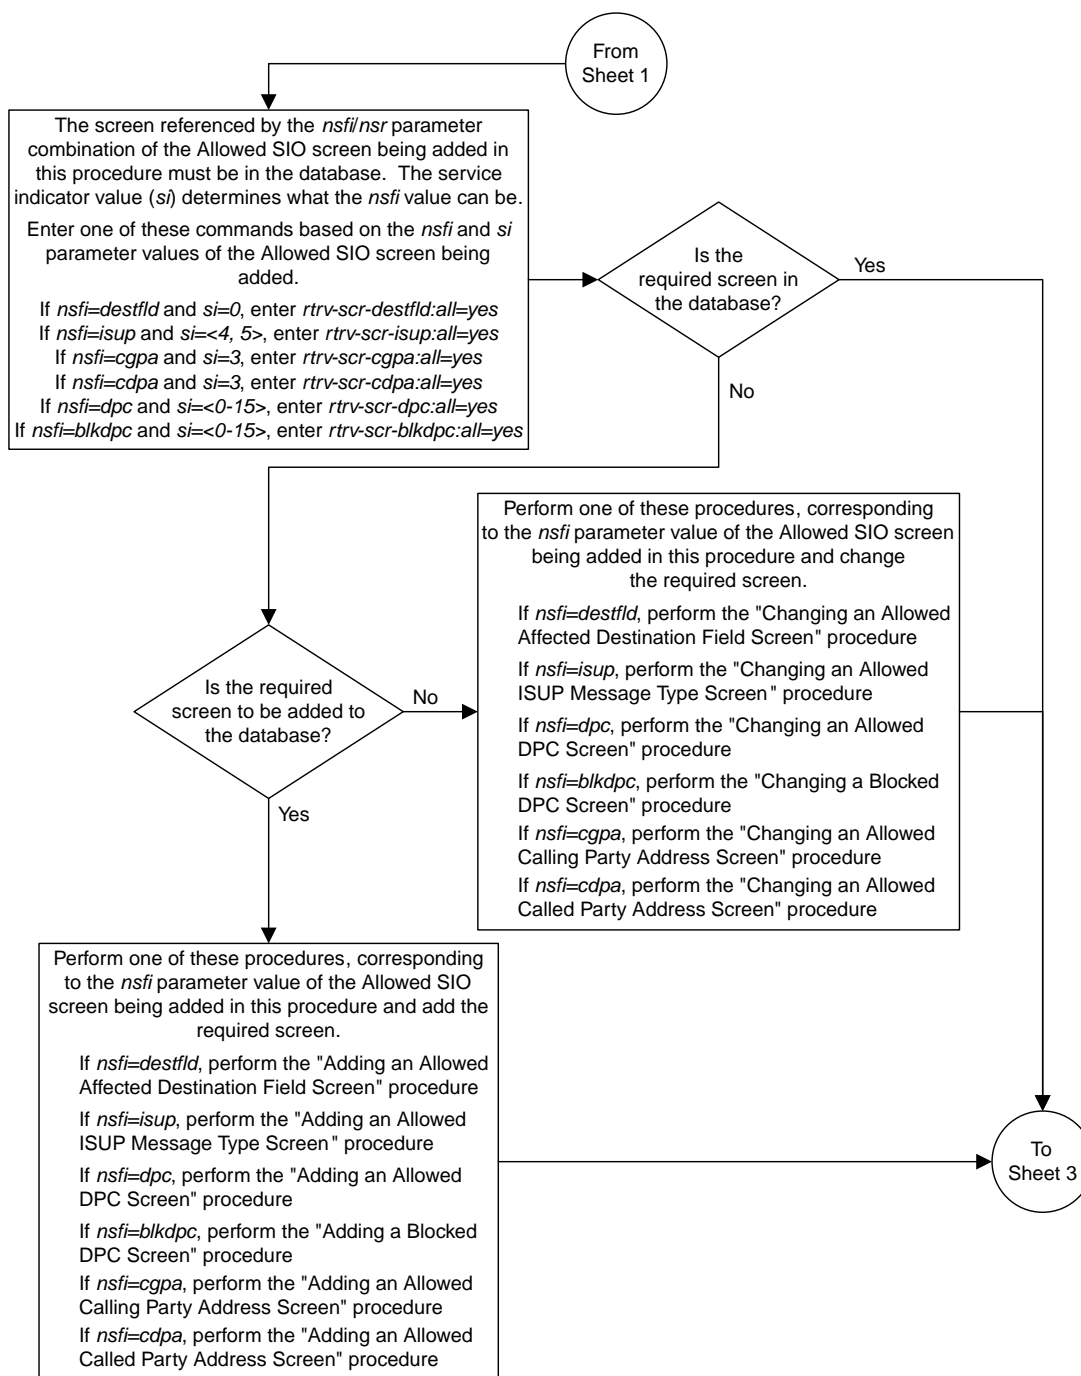 From
Sheet 1
The screen referenced by the nsfi/nsr parameter
combination of the Allowed SIO screen being added in
this procedure must be in the database.  The service
indicator value (si) determines what the nsfi value can be.
Enter one of these commands based on the nsfi and si
parameter values of the Allowed SIO screen being
added.
If nsfi=destfld and si=0, enter rtrv-scr-destfld:all=yes
If nsfi=isup and si=<4, 5>, enter rtrv-scr-isup:all=yes
If nsfi=cgpa and si=3, enter rtrv-scr-cgpa:all=yes
If nsfi=cdpa and si=3, enter rtrv-scr-cdpa:all=yes
If nsfi=dpc and si=<0-15>, enter rtrv-scr-dpc:all=yes
If nsfi=blkdpc and si=<0-15>, enter rtrv-scr-blkdpc:all=yes
Is the
required screen in
the database?
Yes
No
Perform one of these procedures, corresponding
to the nsfi parameter value of the Allowed SIO screen
being added in this procedure and change
the required screen.
If nsfi=destfld, perform the "Changing an Allowed
Affected Destination Field Screen" procedure
If nsfi=isup, perform the "Changing an Allowed
ISUP Message Type Screen" procedure
If nsfi=dpc, perform the "Changing an Allowed
DPC Screen" procedure
If nsfi=blkdpc, perform the "Changing a Blocked
DPC Screen" procedure
If nsfi=cgpa, perform the "Changing an Allowed
Calling Party Address Screen" procedure
If nsfi=cdpa, perform the "Changing an Allowed
Called Party Address Screen" procedure
Is the required
screen to be added to
the database?
No
Yes
Perform one of these procedures, corresponding
to the nsfi parameter value of the Allowed SIO
screen being added in this procedure and add the
required screen.
If nsfi=destfld, perform the "Adding an Allowed
Affected Destination Field Screen" procedure
If nsfi=isup, perform the "Adding an Allowed
ISUP Message Type Screen" procedure
If nsfi=dpc, perform the "Adding an Allowed
DPC Screen" procedure
If nsfi=blkdpc, perform the "Adding a Blocked
DPC Screen" procedure
If nsfi=cgpa, perform the "Adding an Allowed
Calling Party Address Screen" procedure
If nsfi=cdpa, perform the "Adding an Allowed
Called Party Address Screen" procedure
To
Sheet 3